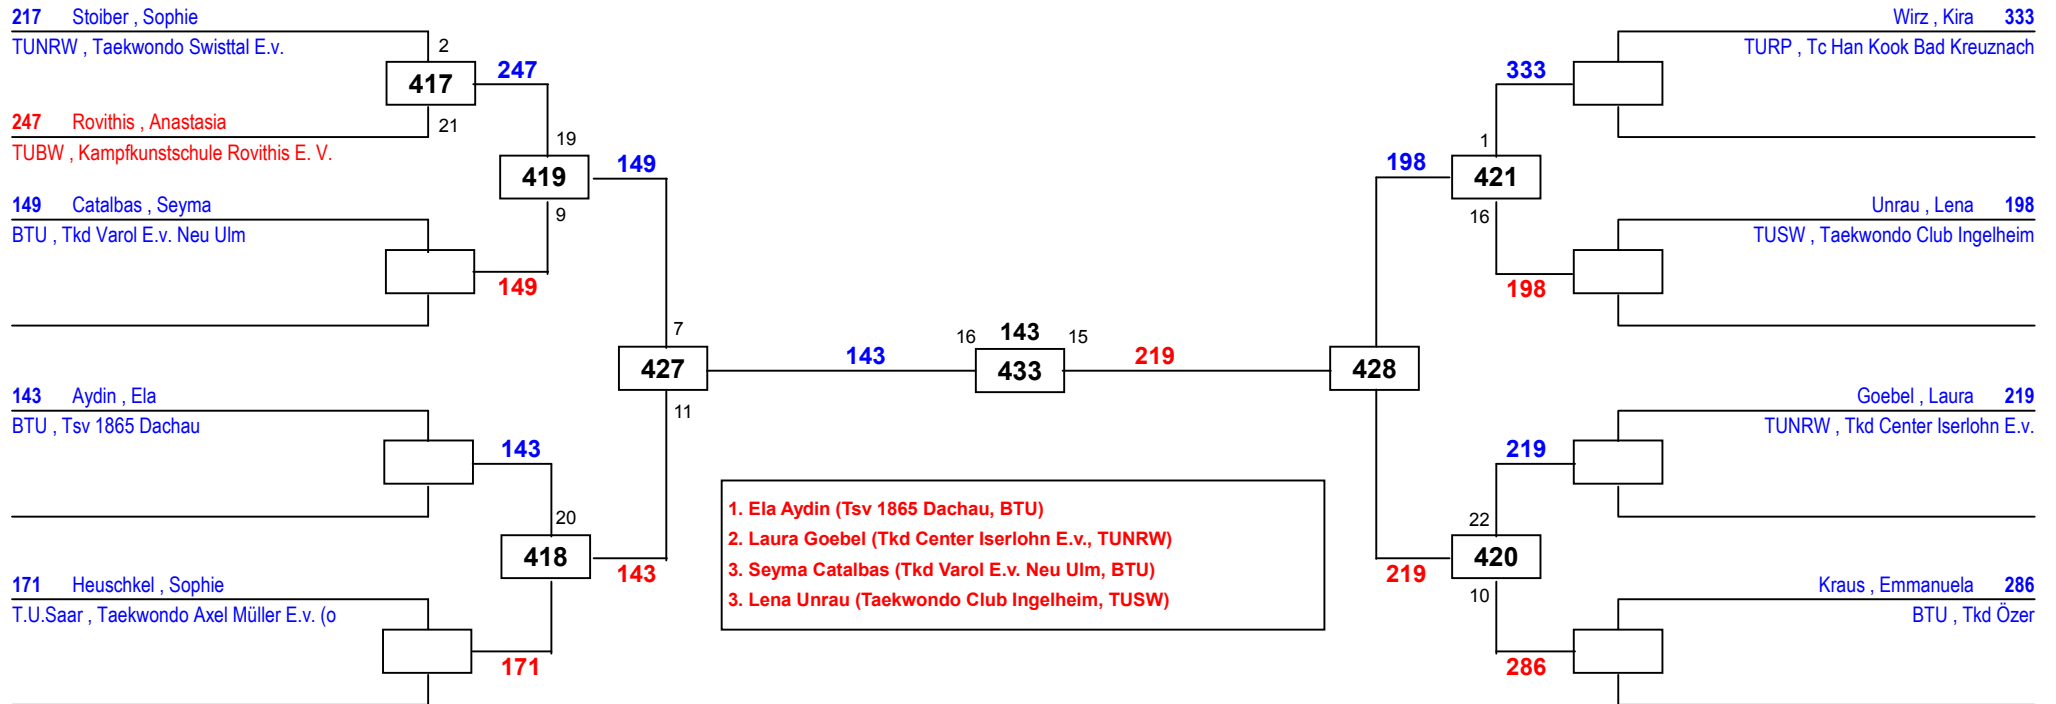 217 Stoiber , Sophie
TUNRW , Taekwondo Swisttal E.v.
2
417
247
21
247 Rovithis , Anastasia
TUBW , Kampfkunstschule Rovithis E. V.
19
419
149
9
149 Catalbas , Seyma
BTU , Tkd Varol E.v. Neu Ulm
149
7
427
143
11
143 Aydin , Ela
BTU , Tsv 1865 Dachau
143
20
418
143
171 Heuschkel , Sophie
T.U.Saar , Taekwondo Axel Müller E.v. (o
171
16 143 15
433
219
1. Ela Aydin (Tsv 1865 Dachau, BTU)
2. Laura Goebel (Tkd Center Iserlohn E.v., TUNRW)
3. Seyma Catalbas (Tkd Varol E.v. Neu Ulm, BTU)
3. Lena Unrau (Taekwondo Club Ingelheim, TUSW)
Wirz , Kira 333
TURP , Tc Han Kook Bad Kreuznach
333
1
198
421
16
Unrau , Lena 198
TUSW , Taekwondo Club Ingelheim
198
428
Goebel , Laura 219
TUNRW , Tkd Center Iserlohn E.v.
219
22
420
219
10
Kraus , Emmanuela 286
BTU , Tkd Özer
286